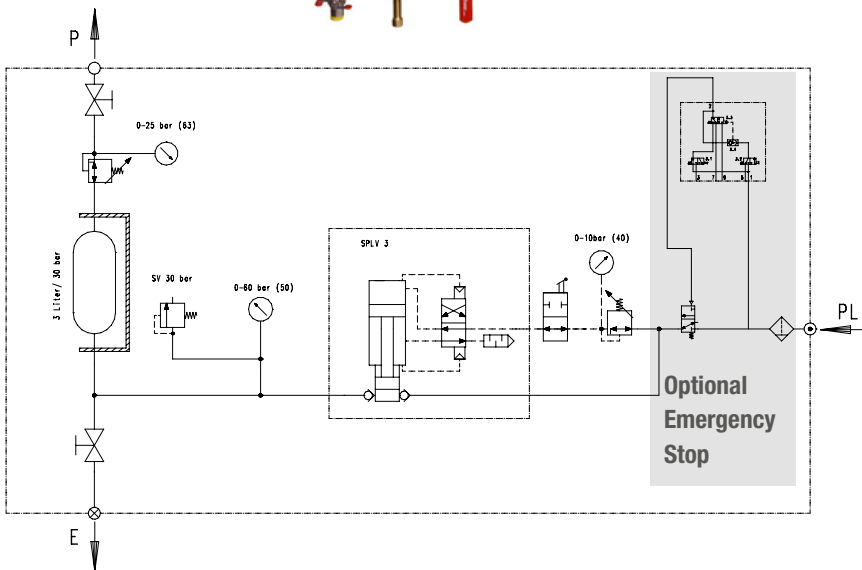 P
0-25 bar (63)
3 Liter/ 30 bar
SV 30 bar
0-60 bar (50)
SPLV 3
0-10bar (40)
PL
Optional
Emergency
Stop
E